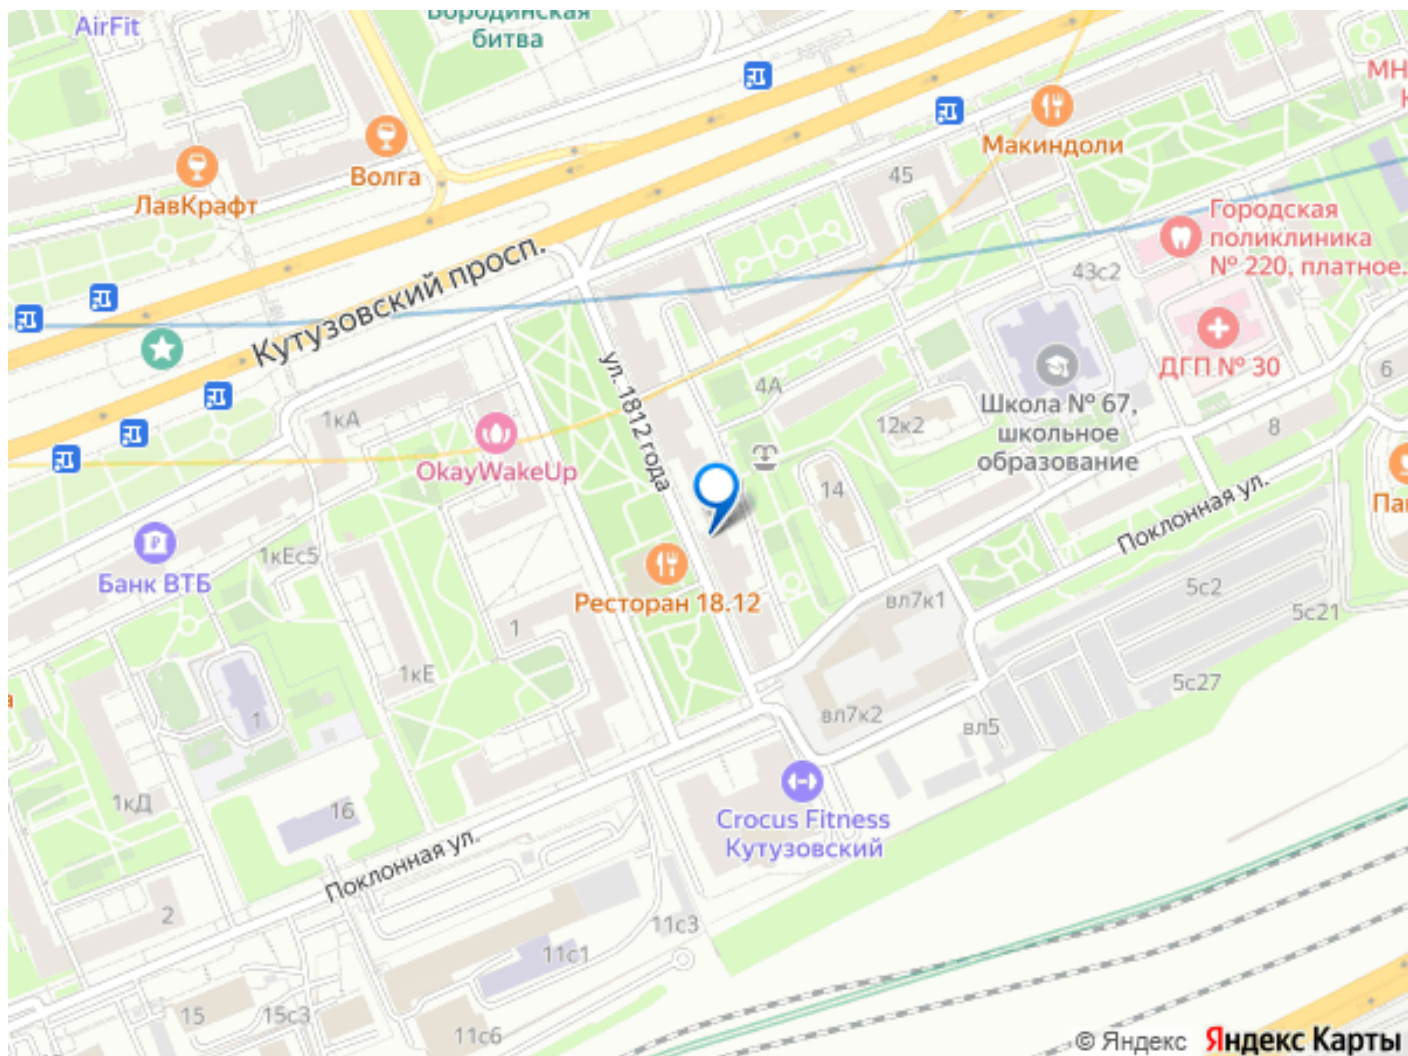 AirFit
Бородинская
битва
МН
Макиндоли
Волга
ЛавКрафт
45
Городская
поликлиника
№ 220, платное.
43с2
Кутузовский просп.
ул. 1812 года
ДГП № 30
6
4А
1кА
Школа № 67,
школьное
образование
12к2
8
OkayWakeUp
14
Поклонная ул.
Па
1кЕс5
Банк ВТБ
Ресторан 18.12
вл7к1
5с2
5с21
1
1кЕ
5с27
а
1
вл7к2
вл5
1кД
16
Crocus Fitness
Кутузовский
Поклонная ул.
2
11с3
11с1
15
15с3
11с6
© Яндекс Яндекс Карты